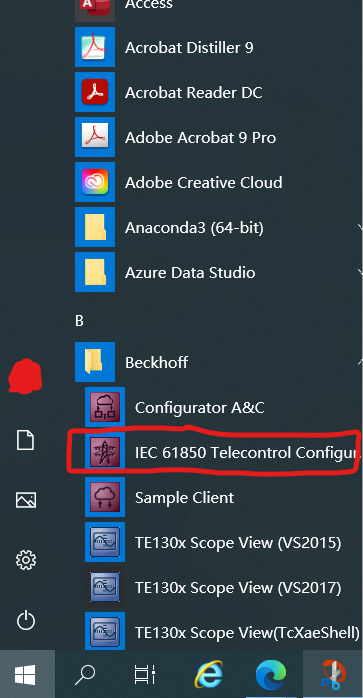 Access
Acrobat Distiller 9
Acrobat Reader DC
Adobe Acrobat 9 Pro
Adobe Creative Cloud
Anaconda3 (64-bit)
Azure Data Studio
B
Beckhoff
Configurator A&C
IEC 61850 Telecontrol Configur
Sample Client
TE130x Scope View (VS2015)
TE130x Scope View (VS2017)
TE130x Scope View(TcXaeShell)